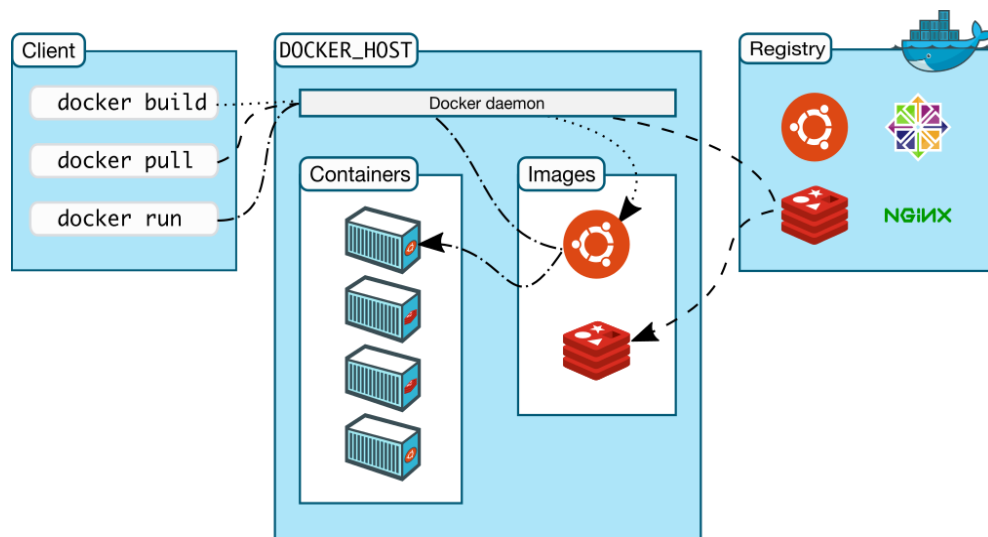 Client
docker build
docker pull
docker run
DOCKER_HOST
Docker daemon
Containers
Images
Registry
NGINX